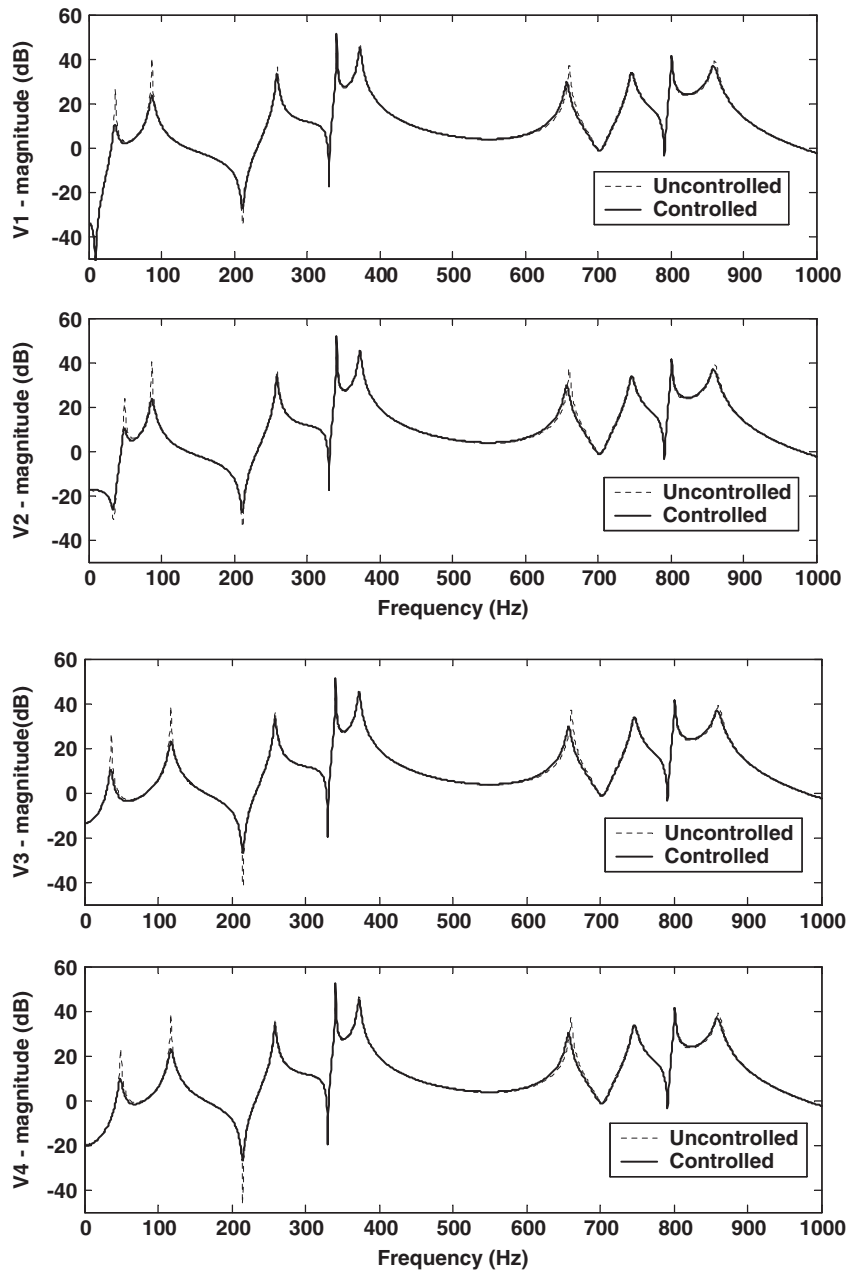 60
40
20
0
-20
-40
V1 - magnitude (dB)
Uncontrolled
Controlled
0 100 200 300 400 500 600 700 800 900 1000
60
40
20
0
-20
-40
V2 - magnitude (dB)
Uncontrolled
Controlled
0 100 200 300 400 500 600 700 800 900 1000
Frequency (Hz)
60
40
20
0
-20
-40
V3 - magnitude(dB)
Uncontrolled
Controlled
0 100 200 300 400 500 600 700 800 900 1000
60
40
20
0
-20
-40
V4 - magnitude (dB)
Uncontrolled
Controlled
0 100 200 300 400 500 600 700 800 900 1000
Frequency (Hz)